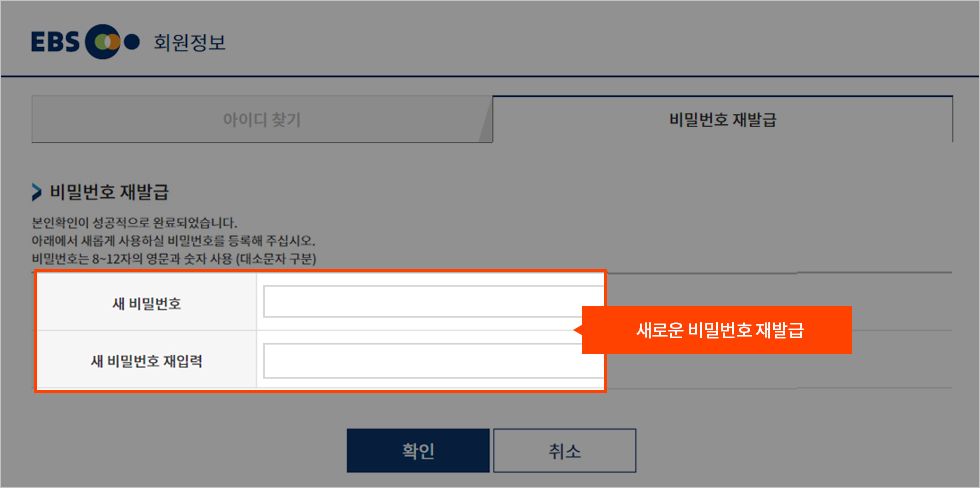 EBS 회원정보
아이디 찾기
비밀번호 재발급
비밀번호 재발급
본인확인이 성공적으로 완료되었습니다.
아래에서 새롭게 사용하실 비밀번호를 등록해 주십시오.
비밀번호는 8~12자의 영문과 숫자 사용 (대소문자 구분)
새 비밀번호
새로운 비밀번호 재발급
새 비밀번호 재입력
확인
취소